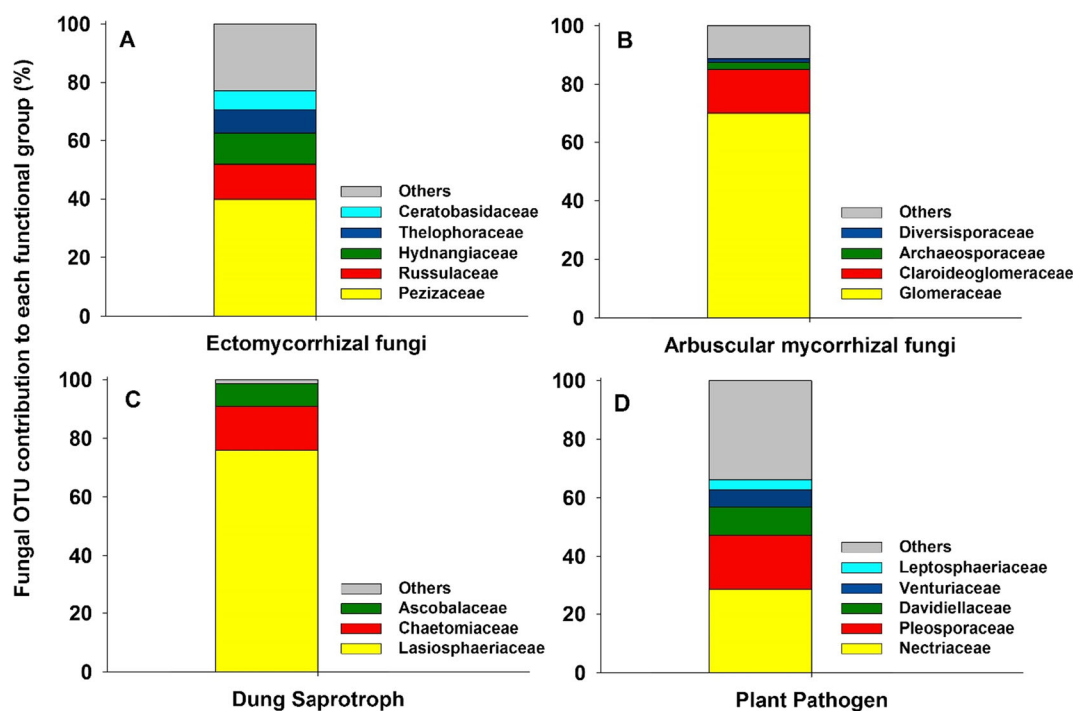 Fungal OTU contribution to each functional group (%)
A
100
80
60
40
20
0
Others
Ceratobasidaceae
Thelophoraceae
Hydnangiaceae
Russulaceae
Pezizaceae
Ectomycorrhizal fungi
B
100
80
60
40
20
0
Others
Diversisporaceae
Archaeosporaceae
Claroideoglomeraceae
Glomeraceae
Arbuscular mycorrhizal fungi
C
100
80
60
40
20
0
Others
Ascobalaceae
Chaetomiaceae
Lasiosphaeriaceae
Dung Saprotroph
D
100
80
60
40
20
0
Others
Leptosphaeriaceae
Venturiaceae
Davidiellaceae
Pleosporaceae
Nectriaceae
Plant Pathogen